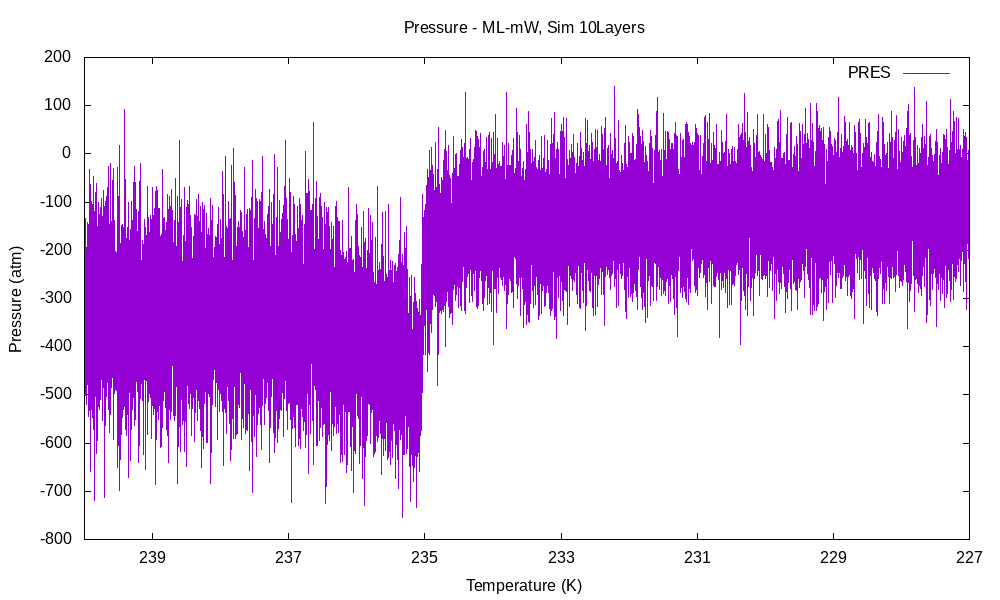 Pressure - ML-mW, Sim 10Layers
PRES
200
100
0
-100
-200
-300
-400
-500
-600
-700
-800
Pressure (atm)
239 237 235 233 231 229 227
Temperature (K)